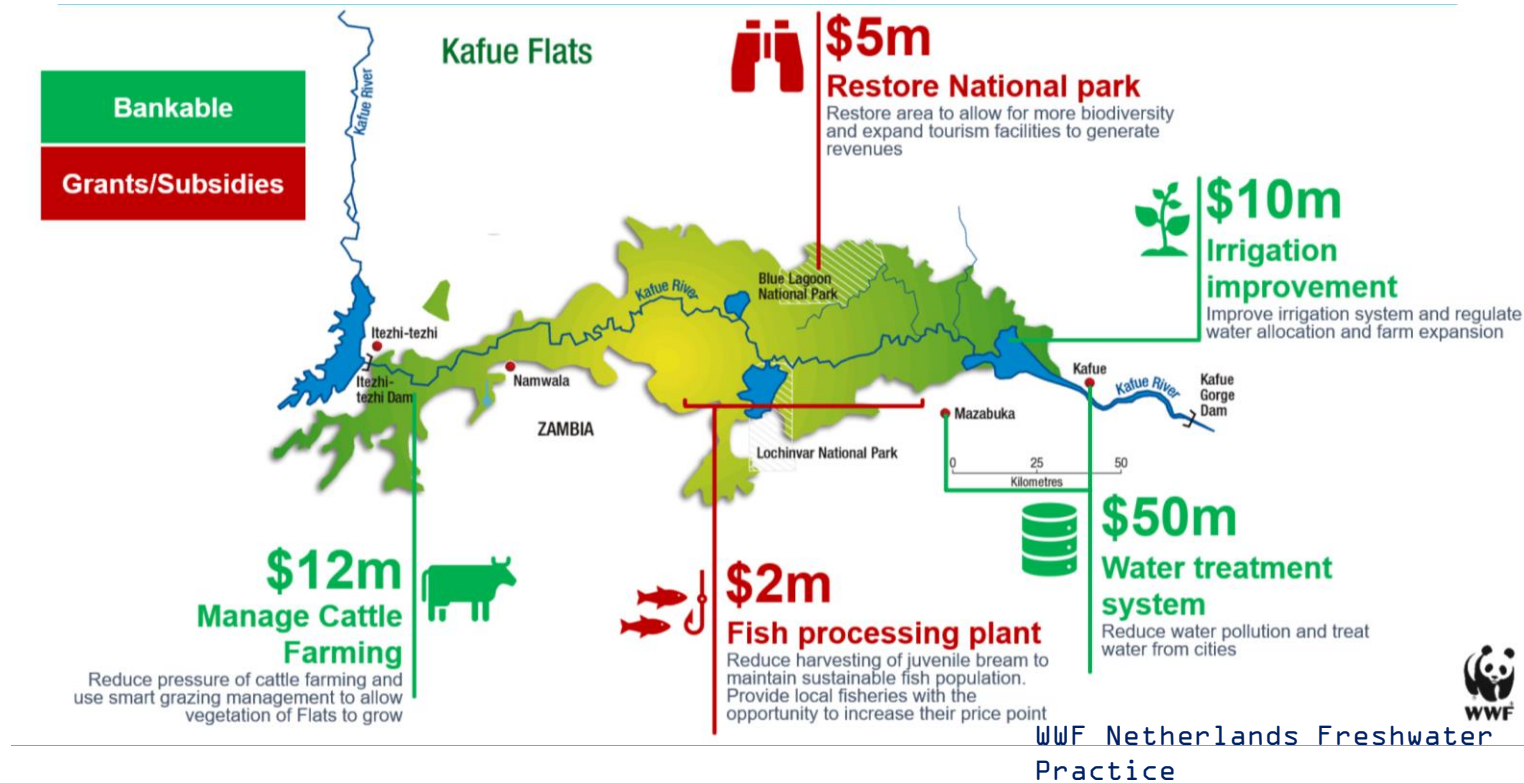 Kafue Flats
Bankable
Grants/Subsidies
Kafue River
$5m
Restore National park
Restore area to allow for more biodiversity
and expand tourism facilities to generate
revenues
$10m
Irrigation
improvement
Improve irrigation system and regulate
water allocation and farm expansion
Blue Lagoon
National Park
Kafue River
Itezhi-tezhi
Itezhi-
tezhi Dam
Namwala
ZAMBIA
Kafue
Kafue River
Kafue
Gorge
Dam
Mazabuka
Lochinvar National Park
0 25 50
Kilometres
$12m
Manage Cattle
Farming
Reduce pressure of cattle farming and
use smart grazing management to allow
vegetation of Flats to grow
$2m
Fish processing plant
Reduce harvesting of juvenile bream to
maintain sustainable fish population.
Provide local fisheries with the
opportunity to increase their price point
$50m
Water treatment
system
Reduce water pollution and treat
water from cities
WWF
WWF Netherlands Freshwater
Practice